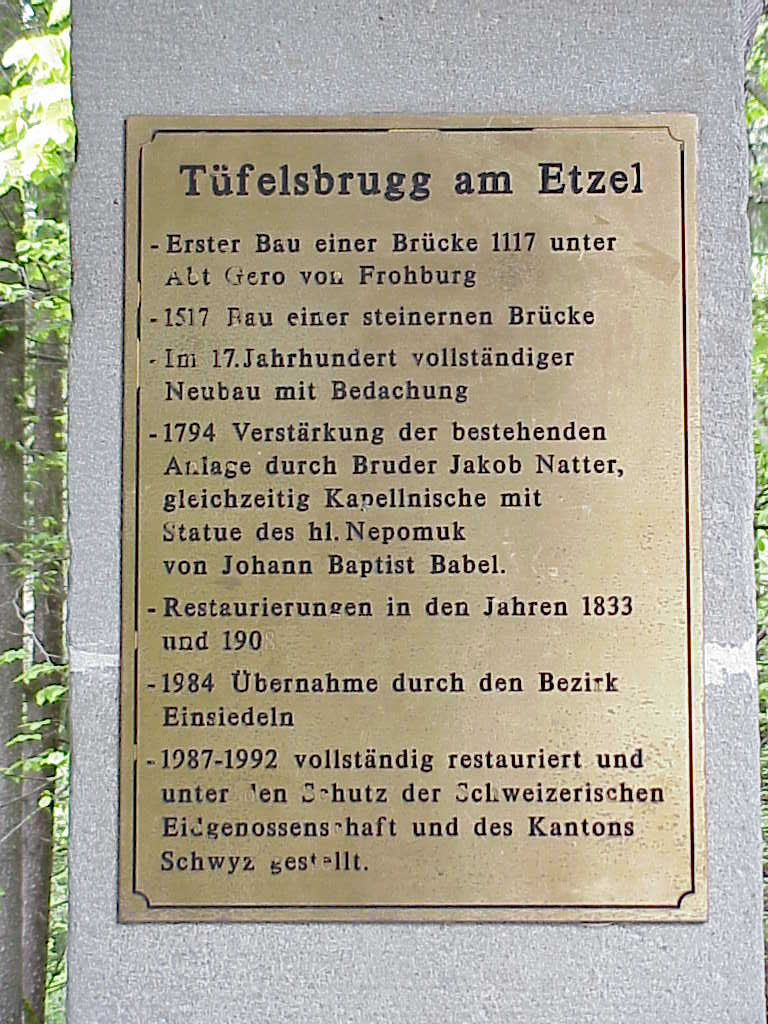 Tüfelsbrugg am Etzel
- Erster Bau einer Brücke 1117 unter
Abt Gero von Frohburg
- 1517 Bau einer steinernen Brücke
- Im 17. Jahrhundert vollständiger
Neubau mit Bedachung
- 1794 Verstärkung der bestehenden
Anlage durch Bruder Jakob Natter,
gleichzeitig Kapellnische mit
Statue des hl. Nepomuk
von Johann Baptist Babel.
- Restaurierungen in den Jahren 1833
und
- 1984 Übernahme durch den Bezirk
Einsiedeln
- 1987-1992 vollständig restauriert und
unter den Schutz der Schweizerischen
Eidgenossenschaft und des Kantons
Schwyz gestellt.